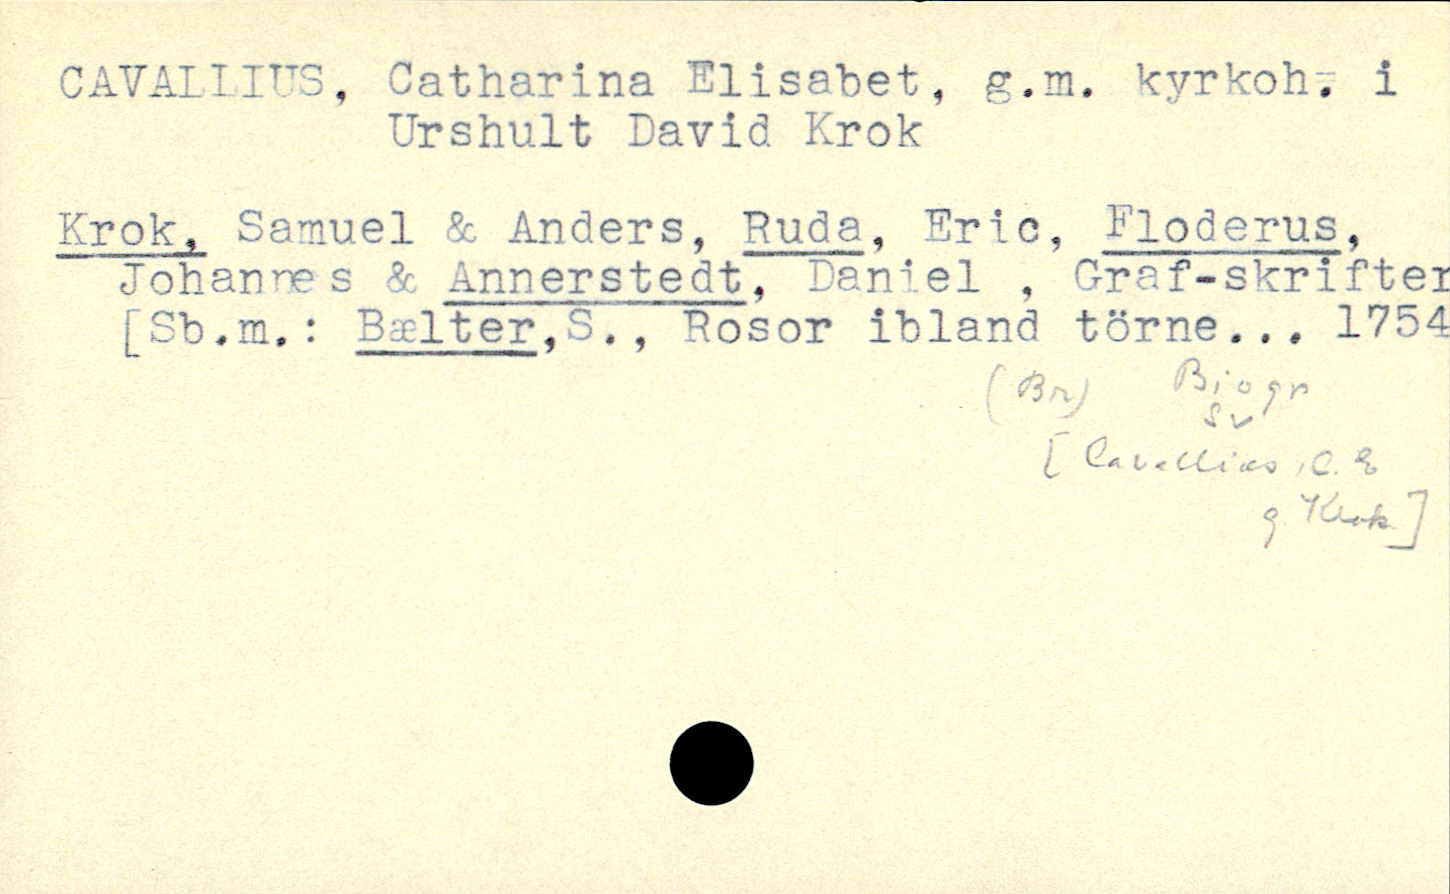 CAVALLIUS, Catharina Elisabet, g.m. kyrkoh. i
Urshult David Krok
Krok, Samuel & Anders, Ruda, Eric, Floderus,
Johannes & Annerstedt, Daniel , Graf-skrifter
[Sb.m.: Bælter,S., Rosor ibland törne... 1754
(Br) Biogr
Sv
[Cavallius, C. E
g Krok]